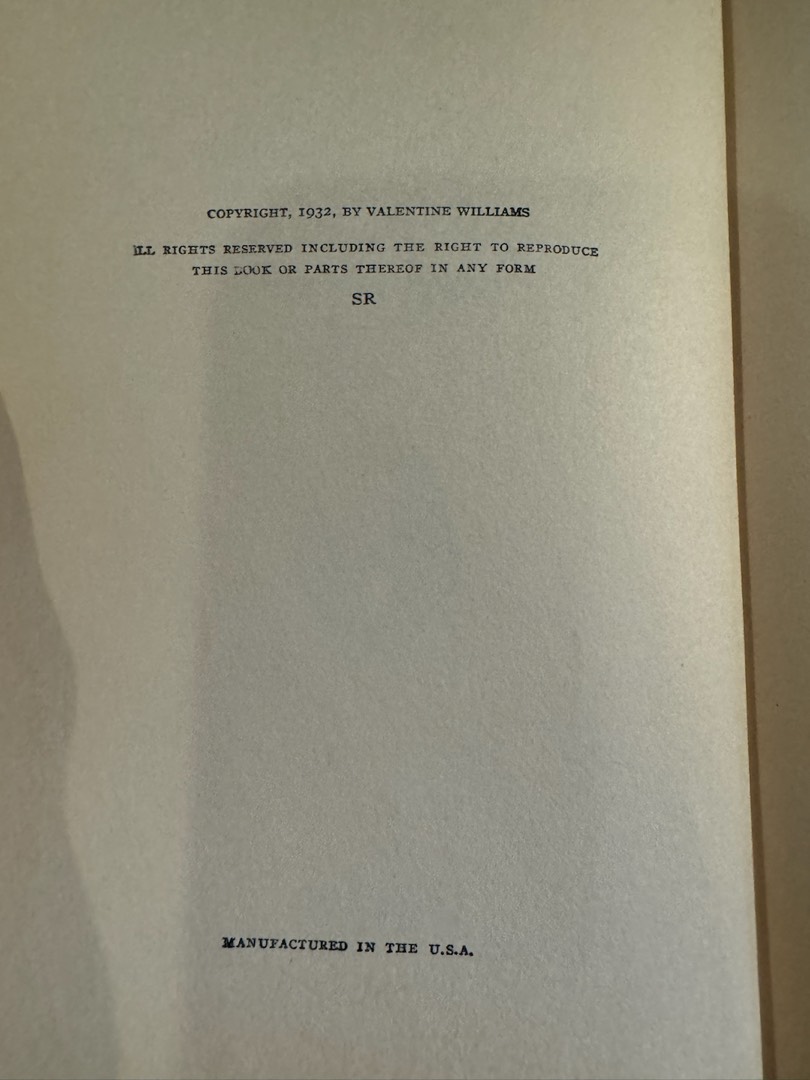 COPYRIGHT, 1932, BY VALENTINE WILLIAMS
ALL RIGHTS RESERVED INCLUDING THE RIGHT TO REPRODUCE
THIS BOOK OR PARTS THEREOF IN ANY FORM
SR
MANUFACTURED IN THE U.S.A.